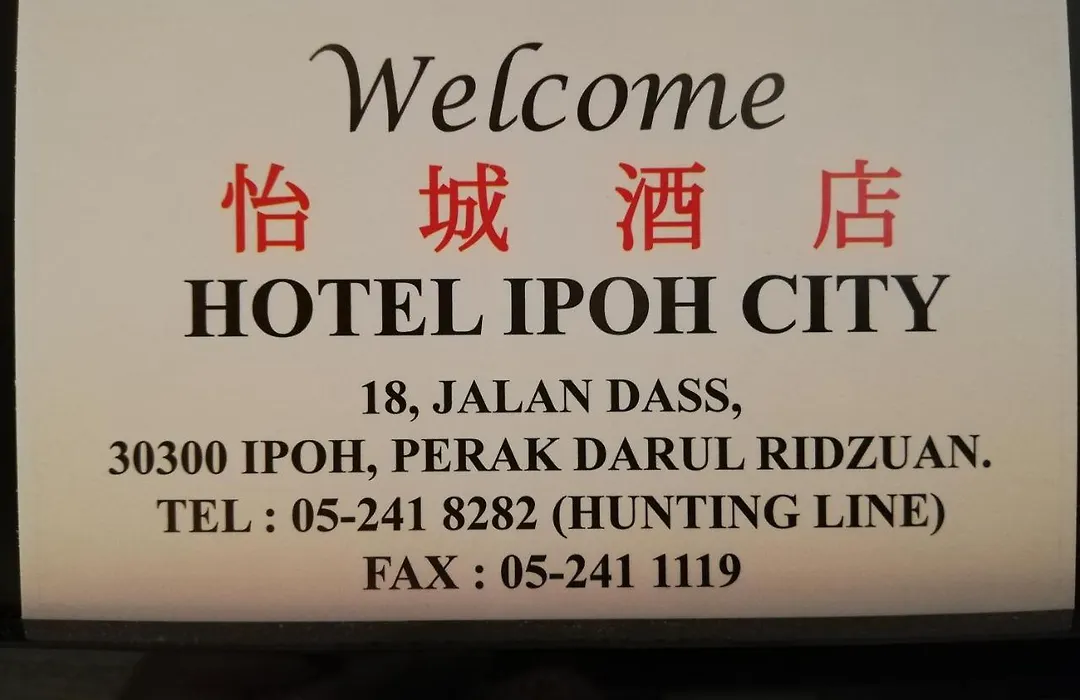 Welcome
怡城酒店
HOTEL IPOH CITY
18, JALAN DASS,
30300 IPOH, PERAK DARUL RIDZUAN.
TEL : 05-241 8282 (HUNTING LINE)
FAX : 05-241 1119